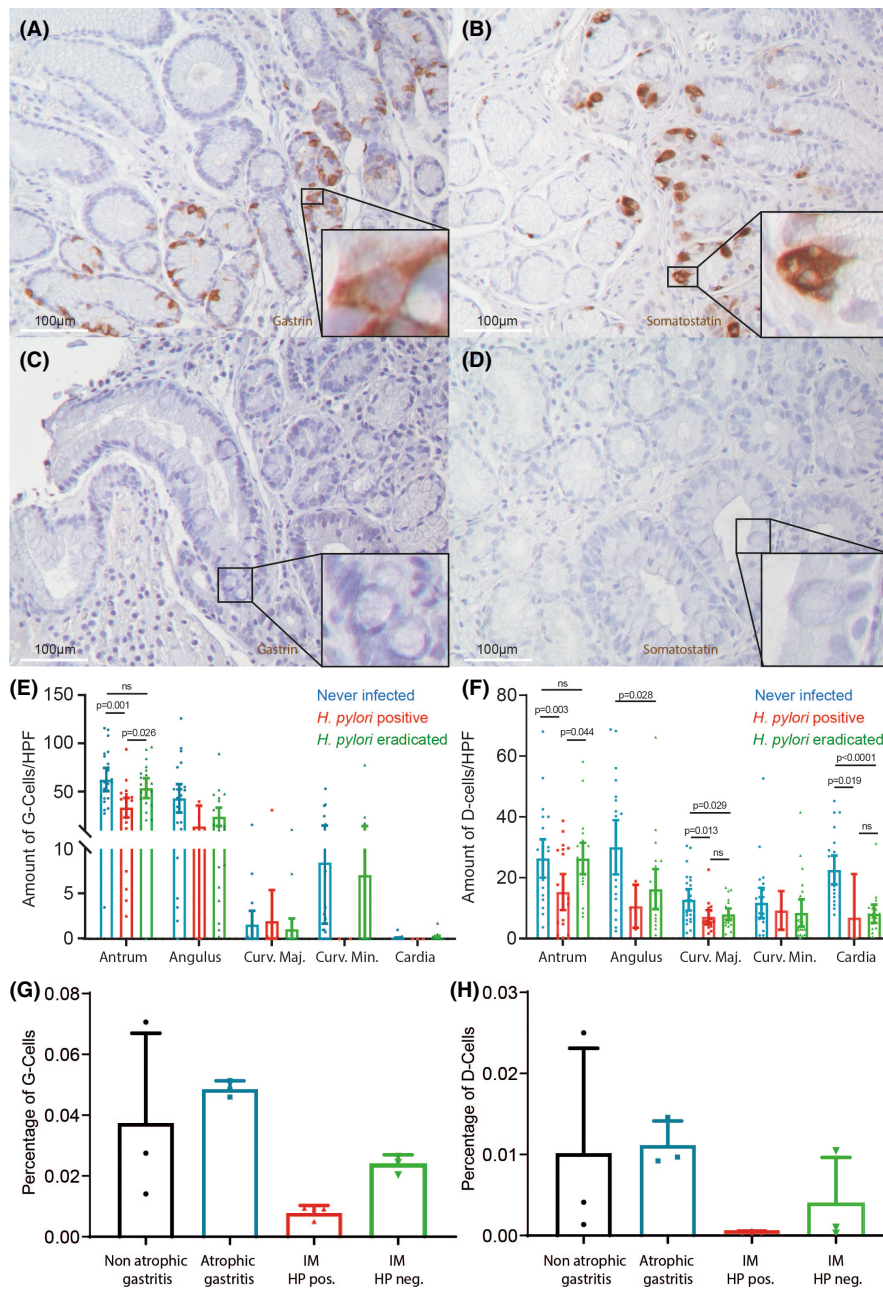 (A)
(B)
100μm
Gastrin
100μm
Somatostatin
(C)
(D)
100μm
Gastrin
100μm
Somatostatin
(E)
150
100
50
10
5
0
Amount of G-Cells/HPF
ns
p=0.001
p=0.026
Never infected
H. pylori positive
H. pylori eradicated
Antrum
Angulus
Curv. Maj.
Curv. Min.
Cardia
(F)
80
60
40
20
0
Amount of D-cells/HPF
ns
p=0.003
p=0.044
p=0.028
p=0.029
p=0.013
ns
Never infected
H. pylori positive
H. pylori eradicated
p<0.0001
p=0.019
ns
Antrum
Angulus
Curv. Maj.
Curv. Min.
Cardia
(G)
0.08
0.06
0.04
0.02
0.00
Percentage of G-Cells
Non atrophic
gastritis
Atrophic
gastritis
IM
HP pos.
IM
HP neg.
(H)
0.03
0.02
0.01
0.00
Percentage of D-Cells
Non atrophic
gastritis
Atrophic
gastritis
IM
HP pos.
IM
HP neg.